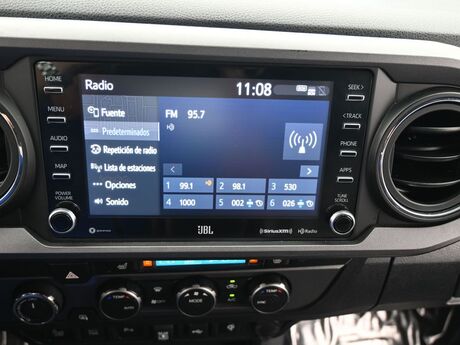 HOME
Radio
11:08
SEEK>
MENU
Fuente
FM 95.7
<TRACK
Predeterminados
AUDIO
Repetición de radio
PHONE
Lista de estaciones
MAP
APPS
Opciones
1 99.1
2 98.1
3 530
POWER
VOLUME
Sonido
4 1000
5 002
6 026
TUNE
SCROLL
JBL
SiriusXM
HD Radio
TEMP
MODE
TEMP
A/C